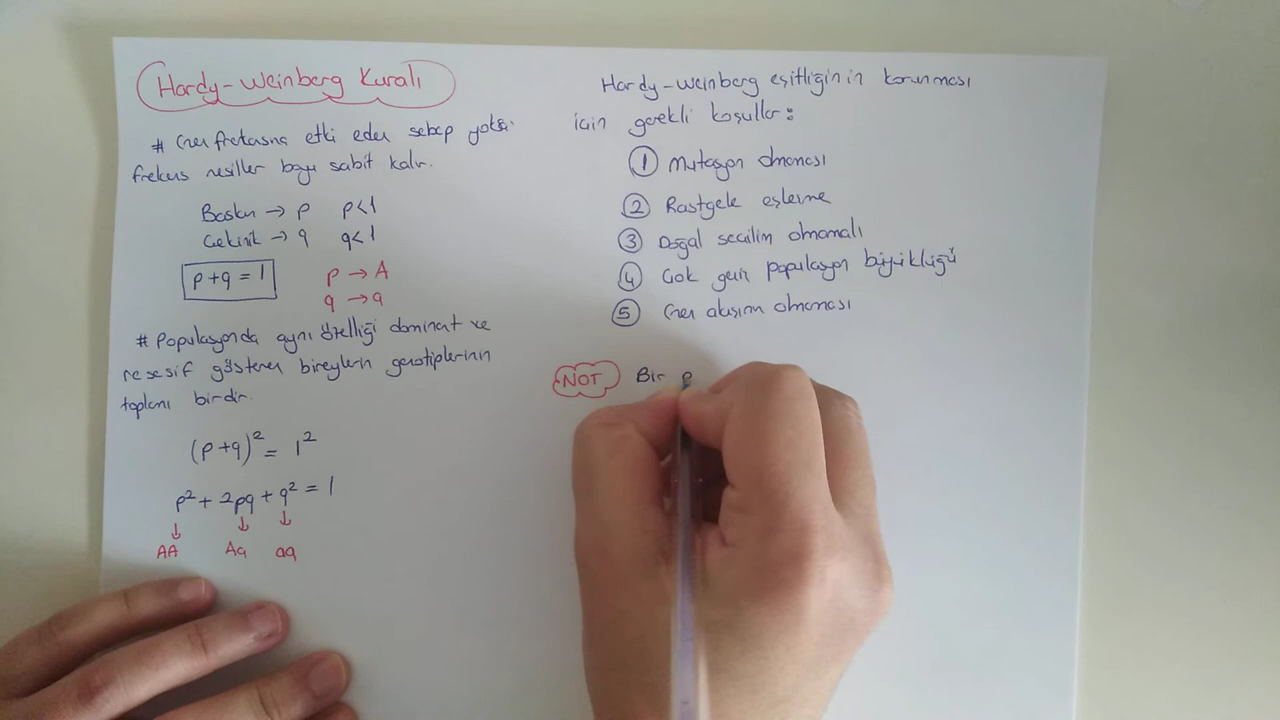 Hardy-Weinberg Kuralı
# Gen frekansına etki eden sebep yoksa
frekans nesiller boyu sabit kalır.
Baskın → p p<1
Çekinik → q q<1
p+q = 1
p → A
q → a
# Populasyonda aynı özelliği dominant ve
resesif gösteren bireylerin genotiplerinin
toplamı birdir.
(p+q)² = 1²
p² + 2pq + q² = 1
↓ ↓ ↓
AA Aa aa
Hardy-Weinberg eşitliğinin korunması
için gerekli koşullar:
1 Mutasyon olmaması
2 Rastgele eşleşme
3 Doğal seçilim olmamalı
4 Çok geniş populasyon büyüklüğü
5 Gen akışının olmaması
NOT Bir p